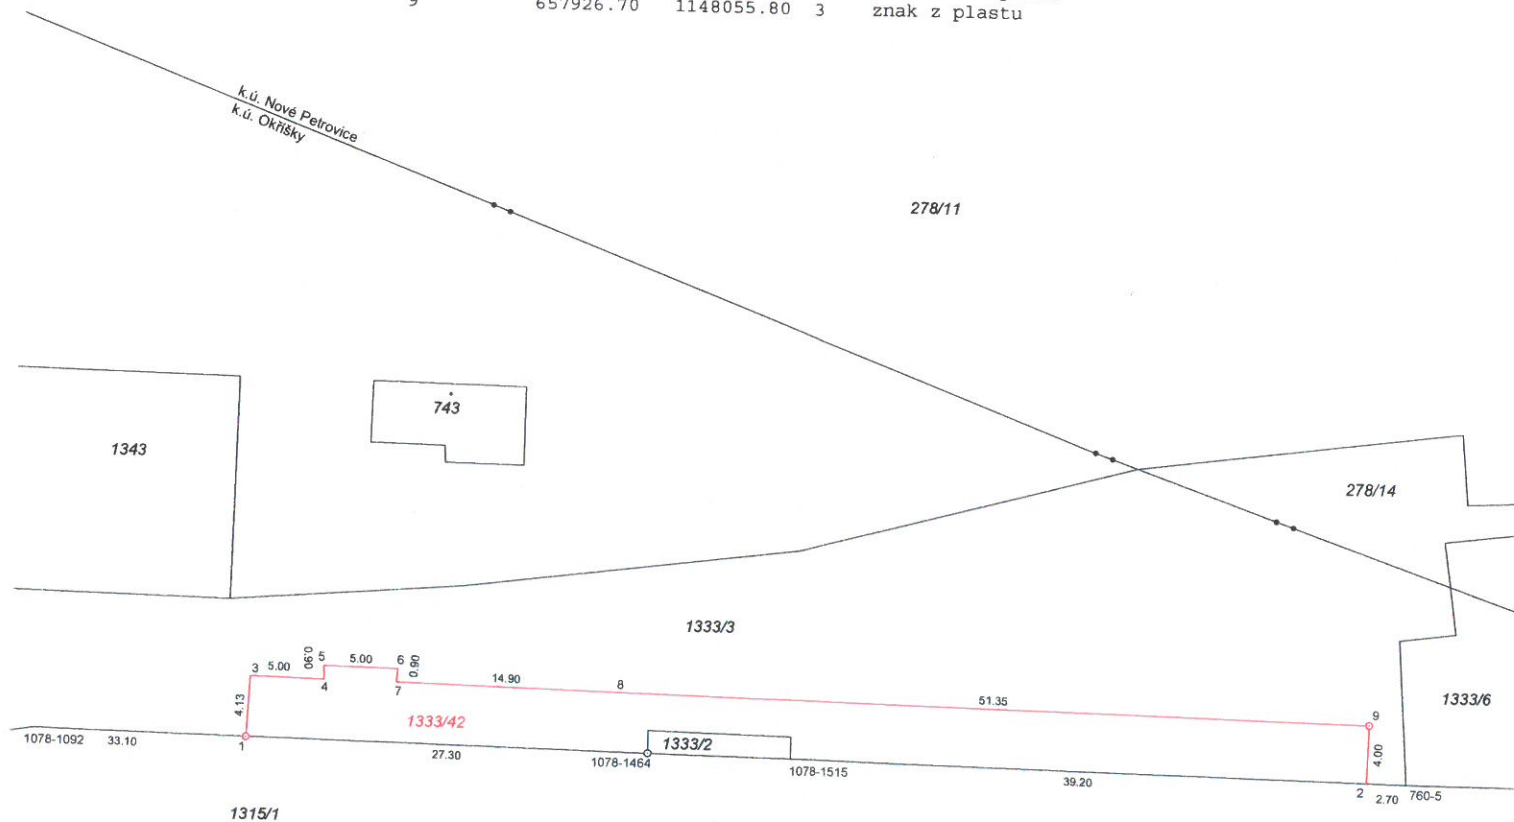 9 657926.70 1148055.80 3 znak z plastu
k.ú. Nové Petrovice
k.ú. Okříšky
278/11
743
1343
278/14
1333/3
3 5.00 0.90 5 5.00 6 0.90
4 7 14.90 8 51.35
4.13
1333/42
1333/6
9
4.00
1078-1092 33.10 1 27.30 1078-1464 1333/2 1078-1515 39.20 2 2.70 760-5
1315/1